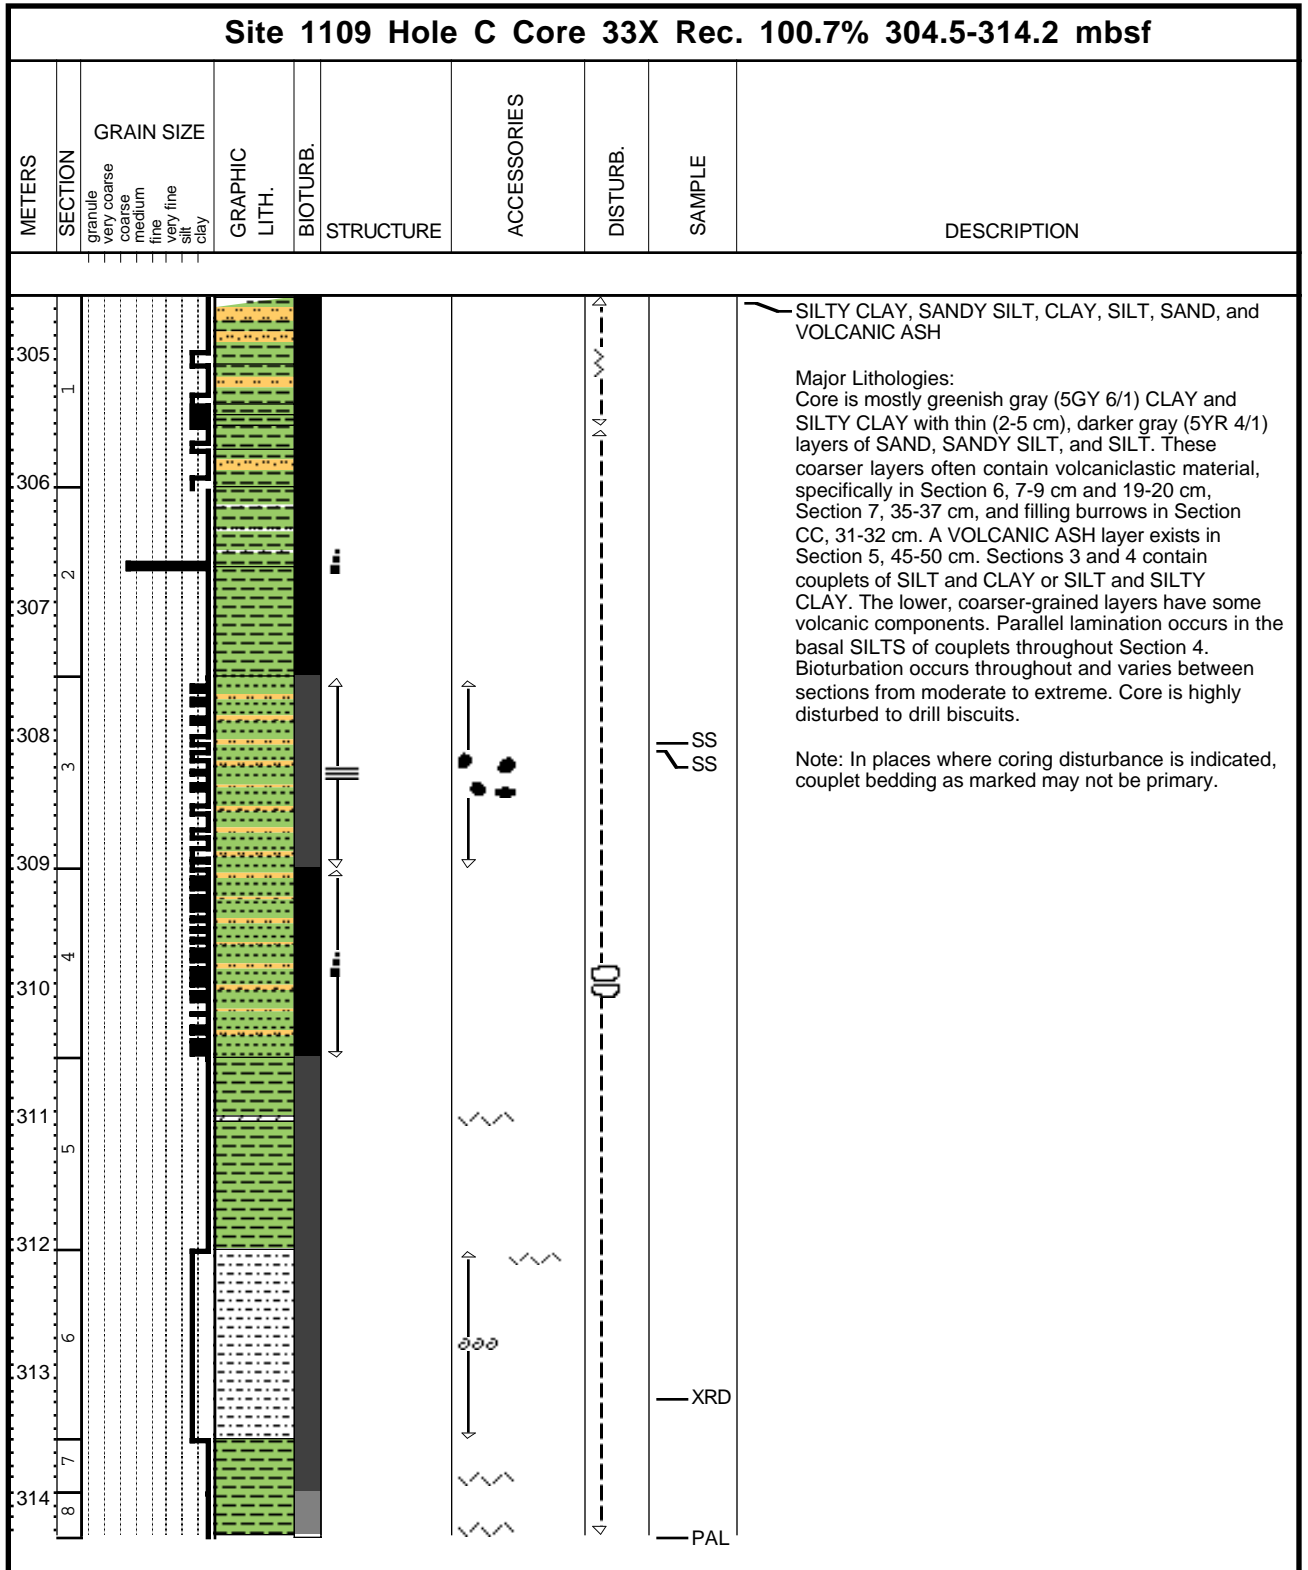 Site 1109 Hole C Core 33X Rec. 100.7% 304.5-314.2 mbsf
METERS
SECTION
GRAIN SIZE
granule
very coarse
coarse
medium
fine
very fine
silt
clay
GRAPHIC
LITH.
BIOTURB.
STRUCTURE
ACCESSORIES
DISTURB.
SAMPLE
DESCRIPTION
305
306
307
308
309
310
311
312
313
314
1
2
3
4
5
6
7
8
SS
SS
XRD
PAL
SILTY CLAY, SANDY SILT, CLAY, SILT, SAND, and
VOLCANIC ASH
Major Lithologies:
Core is mostly greenish gray (5GY 6/1) CLAY and
SILTY CLAY with thin (2-5 cm), darker gray (5YR 4/1)
layers of SAND, SANDY SILT, and SILT. These
coarser layers often contain volcaniclastic material,
specifically in Section 6, 7-9 cm and 19-20 cm,
Section 7, 35-37 cm, and filling burrows in Section
CC, 31-32 cm. A VOLCANIC ASH layer exists in
Section 5, 45-50 cm. Sections 3 and 4 contain
couplets of SILT and CLAY or SILT and SILTY
CLAY. The lower, coarser-grained layers have some
volcanic components. Parallel lamination occurs in the
basal SILTS of couplets throughout Section 4.
Bioturbation occurs throughout and varies between
sections from moderate to extreme. Core is highly
disturbed to drill biscuits.
Note: In places where coring disturbance is indicated,
couplet bedding as marked may not be primary.